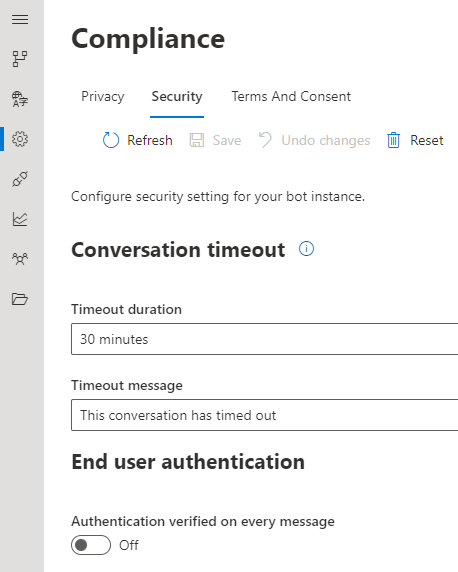 Compliance
Privacy Security Terms And Consent
Refresh Save Undo changes Reset
Configure security setting for your bot instance.
Conversation timeout
Timeout duration
30 minutes
Timeout message
This conversation has timed out
End user authentication
Authentication verified on every message
Off